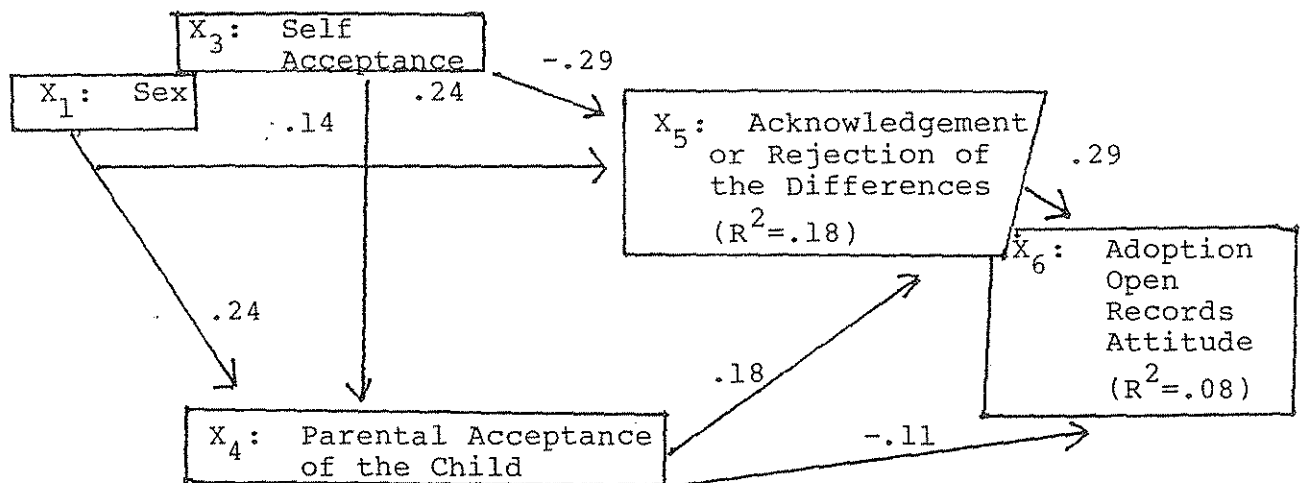 X3: Self
Acceptance
-.29
X1: Sex
.14
.24
X5: Acknowledgement
or Rejection of
the Differences
(R2=.18)
.29
X6: Adoption
Open
Records
Attitude
(R2=.08)
.24
.18
-.11
X4: Parental Acceptance
of the Child